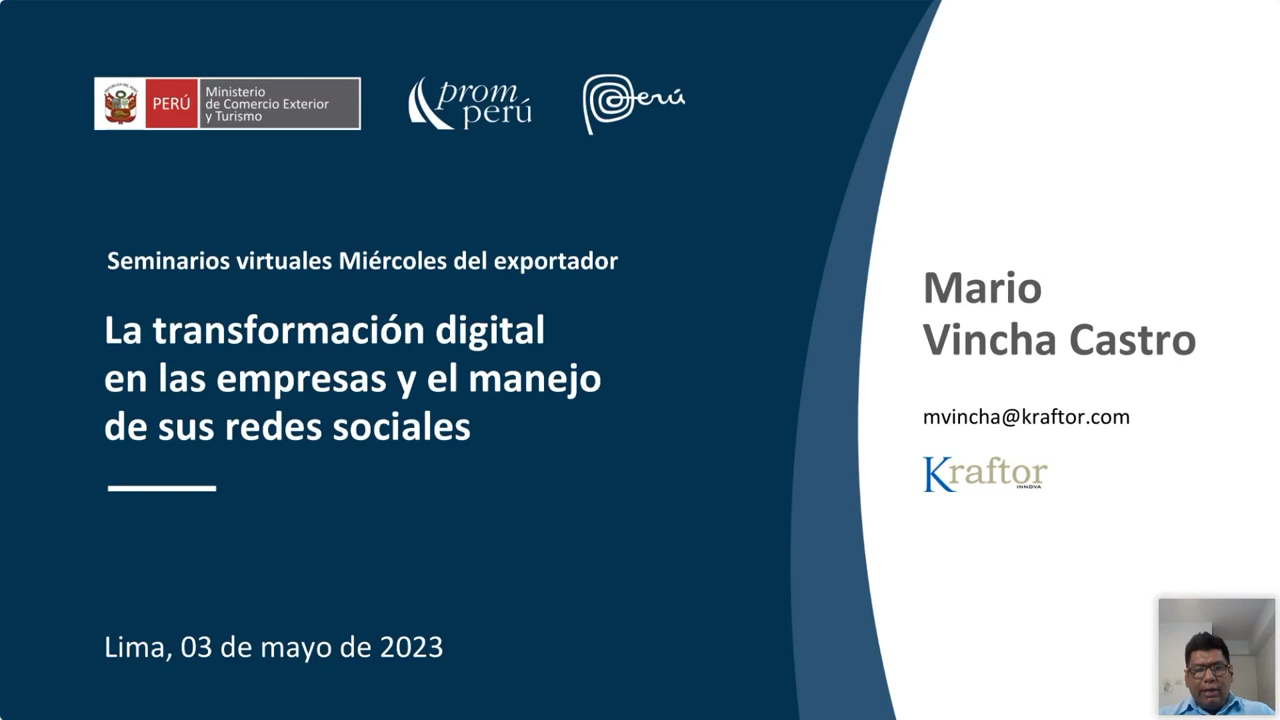 PERÚ
Ministerio
de Comercio Exterior
y Turismo
prom
perú
Perú
Seminarios virtuales Miércoles del exportador
La transformación digital
en las empresas y el manejo
de sus redes sociales
Lima, 03 de mayo de 2023
Mario
Vincha Castro
mvincha@kraftor.com
Kraftor
INNOVA